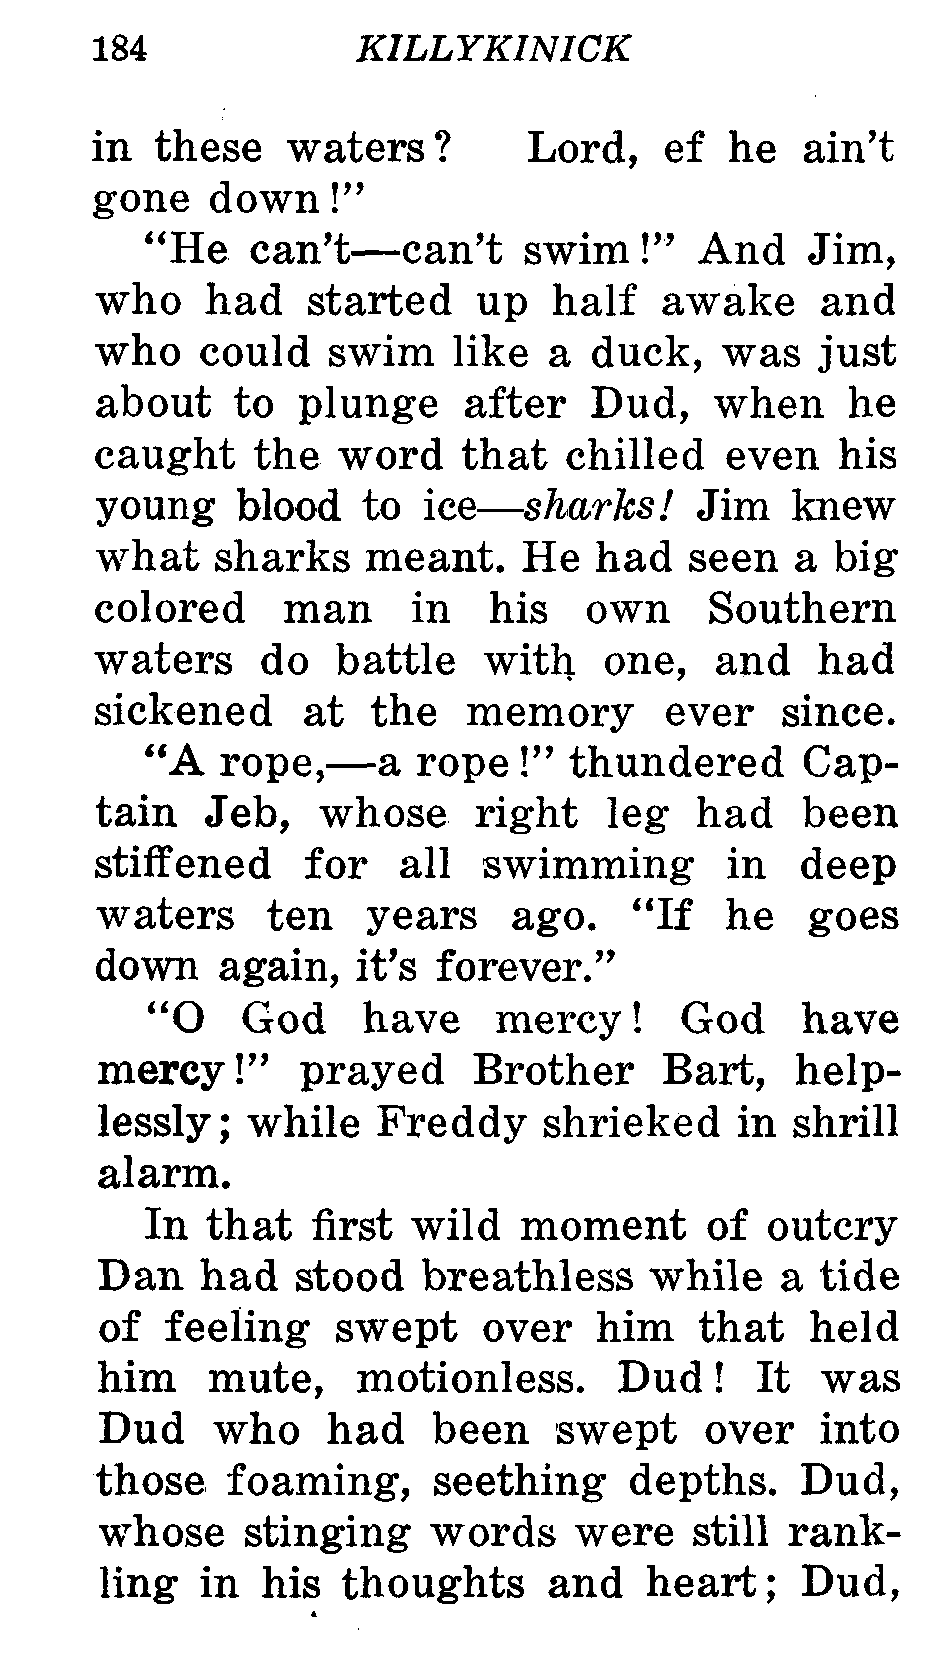 184 KILLYKINICK
in these waters? Lord, ef he ain't
gone down!"
"He can't—can't swim!" And Jim,
who had started up half awake and
who could swim like a duck, was just
about to plunge after Dud, when he
caught the word that chilled even his
young blood to ice—sharks! Jim knew
what sharks meant. He had seen a big
colored man in his own Southern
waters do battle with one, and had
sickened at the memory ever since.
"A rope,—a rope!" thundered Cap-
tain Jeb, whose right leg had been
stiffened for all swimming in deep
waters ten years ago. "If he goes
down again, it's forever."
"O God have mercy! God have
mercy!" prayed Brother Bart, help-
lessly; while Freddy shrieked in shrill
alarm.
In that first wild moment of outcry
Dan had stood breathless while a tide
of feeling swept over him that held
him mute, motionless. Dud! It was
Dud who had been swept over into
those foaming, seething depths. Dud,
whose stinging words were still rank-
ling in his thoughts and heart; Dud,